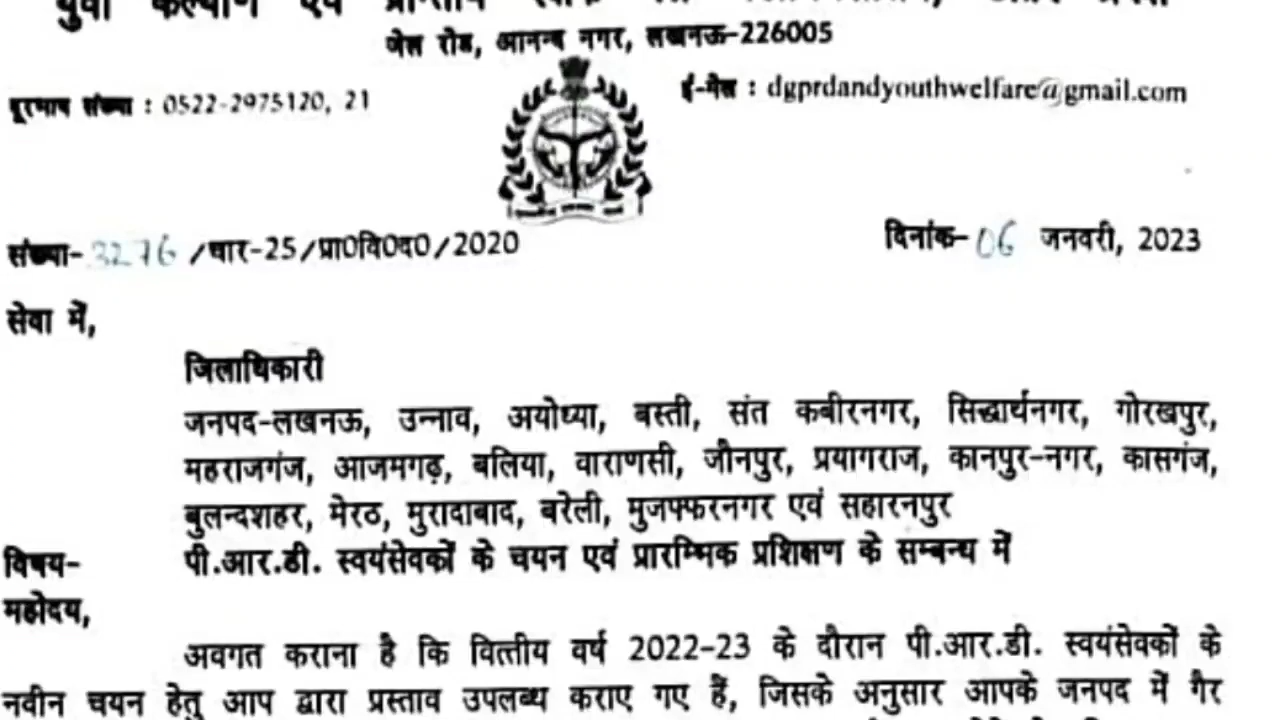 युवा कल्याण एवं
जेल रोड, आनन्द नगर, लखनऊ-226005
दूरभाष संख्या : 0522-2975120, 21
ई-मेल : dgprdandyouthwelfare@gmail.com
संख्या-3276 /चार-25/प्रा0वि0द0/2020
दिनांक-06 जनवरी, 2023
सेवा में,
जिलाधिकारी
जनपद-लखनऊ, उन्नाव, अयोध्या, बस्ती, संत कबीरनगर, सिद्धार्थनगर, गोरखपुर,
महराजगंज, आजमगढ़, बलिया, वाराणसी, जौनपुर, प्रयागराज, कानपुर-नगर, कासगंज,
बुलन्दशहर, मेरठ, मुरादाबाद, बरेली, मुजफ्फरनगर एवं सहारनपुर
विषय- पी.आर.डी. स्वयंसेवकों के चयन एवं प्रारम्भिक प्रशिक्षण के सम्बन्ध में
महोदय,
अवगत कराना है कि वित्तीय वर्ष 2022-23 के दौरान पी.आर.डी. स्वयंसेवकों के
नवीन चयन हेतु आप द्वारा प्रस्ताव उपलब्ध कराए गए हैं, जिसके अनुसार आपके जनपद में गैर